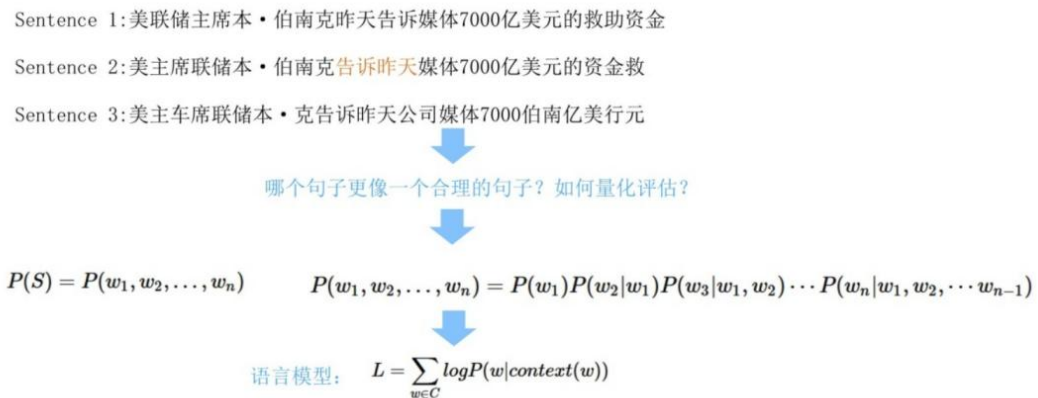 Sentence 1:美联储主席本·伯南克昨天告诉媒体7000亿美元的救助资金
Sentence 2:美主席联储本·伯南克告诉昨天媒体7000亿美元的资金救
Sentence 3:美主车席联储本·克告诉昨天公司媒体7000伯南亿美行元
哪个句子更像一个合理的句子?如何量化评估?
P(S) = P(w₁, w₂, ..., wₙ) P(w₁, w₂, ..., wₙ) = P(w₁)P(w₂|w₁)P(w₃|w₁, w₂) ⋯ P(wₙ|w₁, w₂, ⋯ wₙ₋₁)
语言模型: L = ∑_{w∈C} logP(w|context(w))